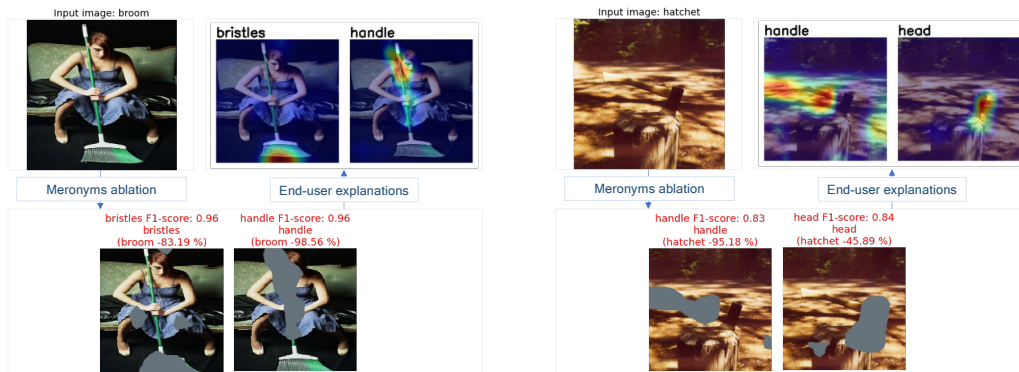 Input image: broom
bristles
handle
Meronyms ablation
End-user explanations
bristles F1-score: 0.96
bristles
(broom -83.19 %)
handle F1-score: 0.96
handle
(broom -98.56 %)
Input image: hatchet
handle
head
Meronyms ablation
End-user explanations
handle F1-score: 0.83
handle
(hatchet -95.18 %)
head F1-score: 0.84
head
(hatchet -45.89 %)